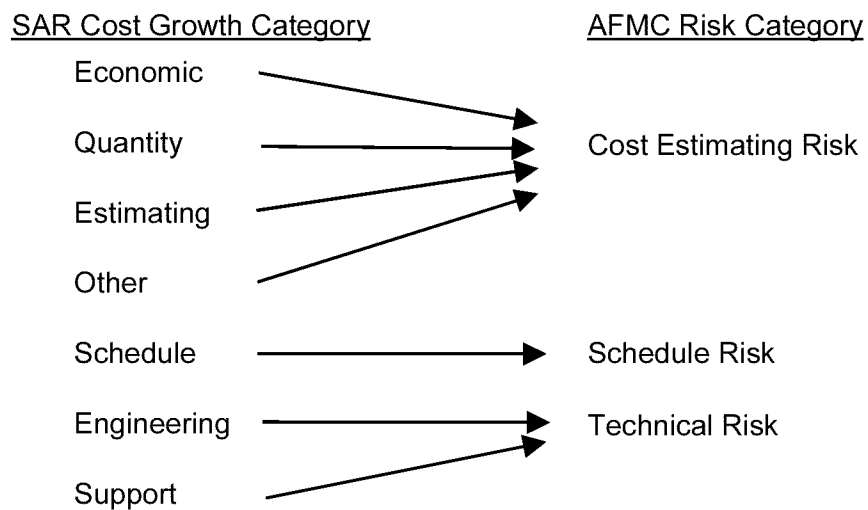 SAR Cost Growth Category
AFMC Risk Category
Economic
Quantity
Cost Estimating Risk
Estimating
Other
Schedule
Schedule Risk
Engineering
Technical Risk
Support